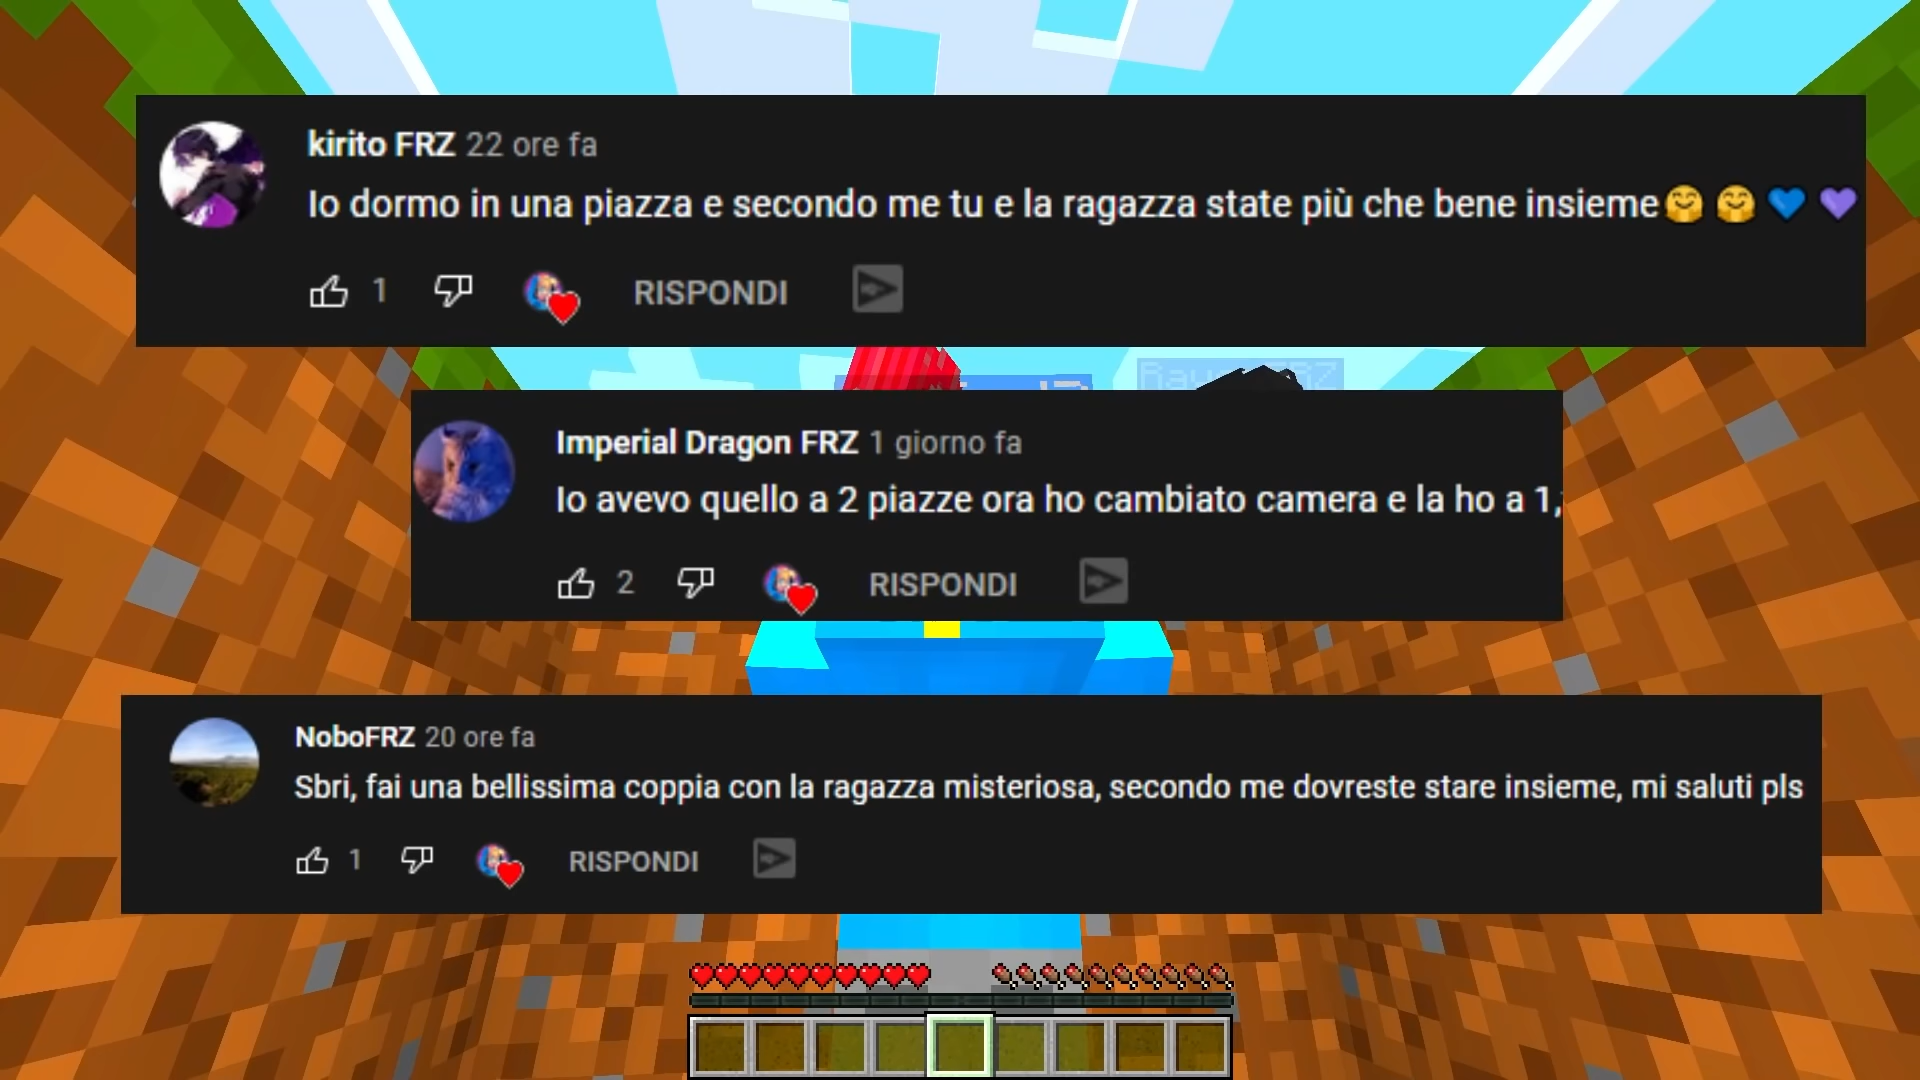 kirito FRZ 22 ore fa
Io dormo in una piazza e secondo me tu e la ragazza state più che bene insieme🤗 🤗 💙 💜
1 RISPONDI
Imperial Dragon FRZ 1 giorno fa
Io avevo quello a 2 piazze ora ho cambiato camera e la ho a 1,
2 RISPONDI
NoboFRZ 20 ore fa
Sbri, fai una bellissima coppia con la ragazza misteriosa, secondo me dovreste stare insieme, mi saluti pls
1 RISPONDI